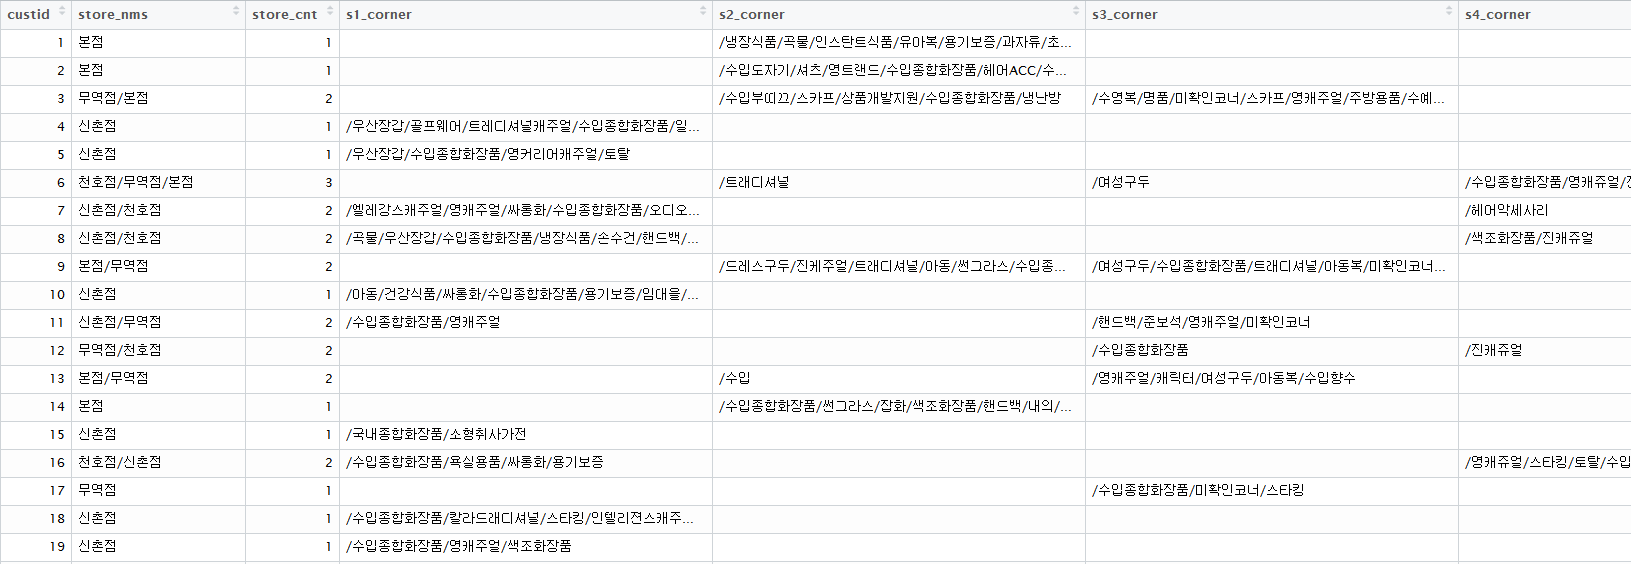 custid store_nms store_cnt s1_corner s2_corner s3_corner s4_corner
1 본점 1 /냉장식품/곡물/인스탄트식품/유아복/용기보증/과자류/초...
2 본점 1 /수입도자기/셔츠/영트랜드/수입종합화장품/헤어ACC/수...
3 무역점/본점 2 /수입부띠끄/스카프/상품개발지원/수입종합화장품/냉난방 /수영복/명품/미확인코너/스카프/영캐주얼/주방용품/수예...
4 신촌점 1 /우산장갑/골프웨어/트레디셔널캐주얼/수입종합화장품/일...
5 신촌점 1 /우산장갑/수입종합화장품/영커리어캐주얼/토탈
6 천호점/무역점/본점 3 /트래디셔널 /여성구두 /수입종합화장품/영캐쥬얼/
7 신촌점/천호점 2 /엘레강스캐주얼/영캐주얼/싸롱화/수입종합화장품/오디오... /헤어악세사리
8 신촌점/천호점 2 /곡물/우산장갑/수입종합화장품/냉장식품/손수건/핸드백/... /색조화장품/진캐쥬얼
9 본점/무역점 2 /드레스구두/진케주얼/트래디셔널/아동/썬그라스/수입종... /여성구두/수입종합화장품/트래디셔널/아동복/미확인코너...
10 신촌점 1 /아동/건강식품/싸롱화/수입종합화장품/용기보증/임대을/...
11 신촌점/무역점 2 /수입종합화장품/영캐주얼 /핸드백/준보석/영캐주얼/미확인코너
12 무역점/천호점 2 /수입종합화장품 /진캐쥬얼
13 본점/무역점 2 /수입 /영캐주얼/캐릭터/여성구두/아동복/수입향수
14 본점 1 /수입종합화장품/썬그라스/잡화/색조화장품/핸드백/내의/...
15 신촌점 1 /국내종합화장품/소형취사가전
16 천호점/신촌점 2 /수입종합화장품/욕실용품/싸롱화/용기보증 /영캐쥬얼/스타킹/토탈/수입
17 무역점 1 /수입종합화장품/미확인코너/스타킹
18 신촌점 1 /수입종합화장품/칼라드래디셔널/스타킹/인텔리젼스캐주...
19 신촌점 1 /수입종합화장품/영캐주얼/색조화장품